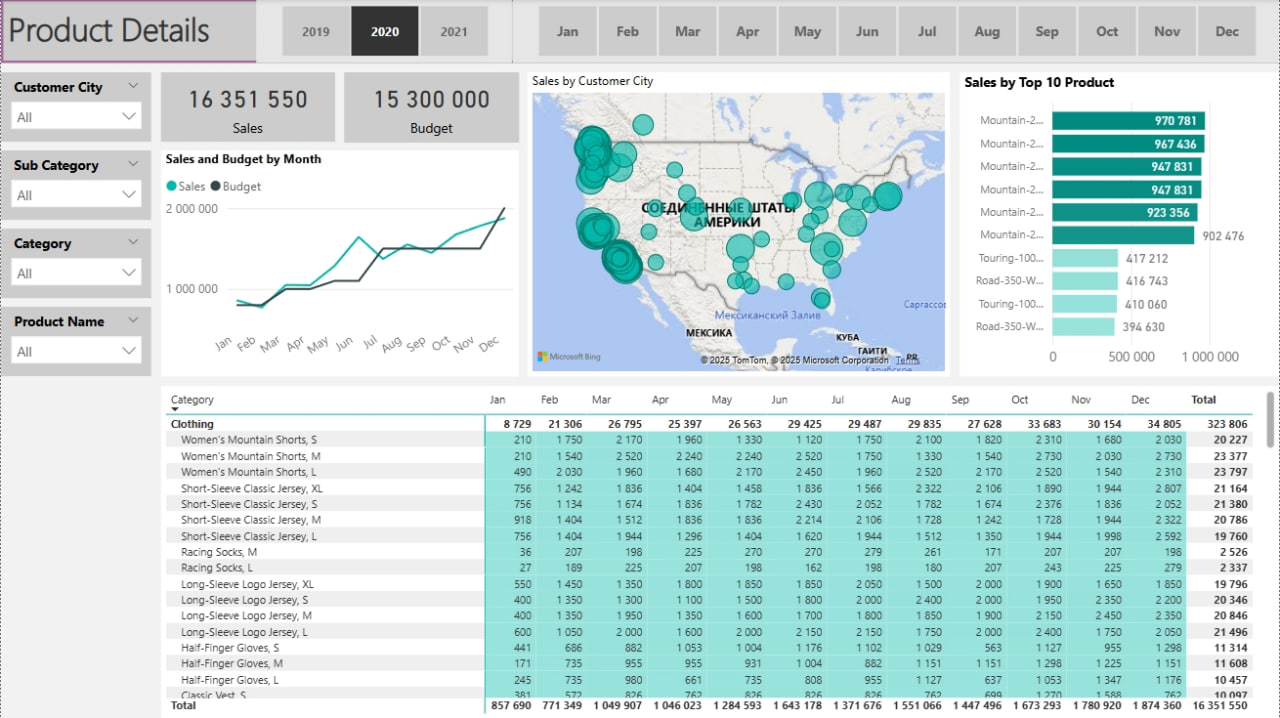 Product Details
2019 2020 2021
Jan Feb Mar Apr May Jun Jul Aug Sep Oct Nov Dec
Customer City
All
Sub Category
All
Category
All
Product Name
All
16 351 550
Sales
15 300 000
Budget
Sales and Budget by Month
Sales Budget
2 000 000
1 000 000
Jan Feb Mar Apr May Jun Jul Aug Sep Oct Nov Dec
Sales by Customer City
СОЕДИНЕННЫЕ ШТАТЫ
АМЕРИКИ
Саргассов
Мексиканский Залив
МЕКСИКА
КУБА
ГАИТИ
PR
Карибское
Microsoft Bing
© 2025 TomTom, © 2025 Microsoft Corporation Terms
Sales by Top 10 Product
Mountain-2... 970 781
Mountain-2... 967 436
Mountain-2... 947 831
Mountain-2... 947 831
Mountain-2... 923 356
Mountain-2... 902 476
Touring-100... 417 212
Road-350-W... 416 743
Touring-100... 410 060
Road-350-W... 394 630
0 500 000 1 000 000
Category Jan Feb Mar Apr May Jun Jul Aug Sep Oct Nov Dec Total
Clothing 8 729 21 306 26 795 25 397 26 563 29 425 29 487 29 835 27 628 33 683 30 154 34 805 323 806
Women's Mountain Shorts, S 210 1 750 2 170 1 960 1 330 1 120 1 750 2 100 1 820 2 310 1 680 2 030 20 227
Women's Mountain Shorts, M 210 1 540 2 520 2 240 2 240 2 520 1 750 1 330 1 540 2 730 2 030 2 730 23 377
Women's Mountain Shorts, L 490 2 030 1 960 1 680 2 170 2 450 1 960 2 520 2 170 2 520 1 540 2 310 23 797
Short-Sleeve Classic Jersey, XL 756 1 242 1 836 1 404 1 458 1 836 1 566 2 322 2 106 1 890 1 944 2 807 21 164
Short-Sleeve Classic Jersey, S 756 1 134 1 674 1 836 1 782 2 430 2 052 1 782 1 674 2 376 1 836 2 052 21 380
Short-Sleeve Classic Jersey, M 918 1 404 1 512 1 836 1 836 2 214 2 106 1 728 1 242 1 728 1 944 2 322 20 786
Short-Sleeve Classic Jersey, L 756 1 404 1 944 1 296 1 404 1 620 1 944 1 512 1 350 1 944 1 998 2 592 19 760
Racing Socks, M 36 207 198 225 270 270 279 261 171 207 207 198 2 526
Racing Socks, L 27 189 225 207 198 162 198 180 207 243 225 279 2 337
Long-Sleeve Logo Jersey, XL 550 1 450 1 350 1 800 1 850 1 850 2 050 1 500 2 000 1 900 1 650 1 850 19 796
Long-Sleeve Logo Jersey, S 400 1 350 1 300 1 100 1 500 1 800 2 000 2 400 2 000 1 950 2 350 2 200 20 346
Long-Sleeve Logo Jersey, M 400 1 350 1 950 1 350 1 600 1 700 1 800 1 850 1 900 2 150 2 450 2 350 20 846
Long-Sleeve Logo Jersey, L 600 1 050 2 000 1 600 2 000 2 150 2 150 1 750 2 000 2 400 1 750 2 050 21 496
Half-Finger Gloves, S 441 686 882 1 053 1 004 1 176 1 102 1 029 563 1 127 955 1 298 11 314
Half-Finger Gloves, M 171 735 955 955 931 1 004 882 1 151 1 151 1 298 1 225 1 151 11 608
Half-Finger Gloves, L 245 735 980 661 735 808 955 1 127 637 1 053 1 347 1 176 10 457
Classic Vest, S 381 572 826 762 826 826 826 762 699 1 270 1 588 762 10 097
Total 857 690 771 349 1 049 907 1 046 023 1 284 593 1 643 178 1 371 676 1 551 066 1 447 496 1 673 293 1 780 920 1 874 360 16 351 550